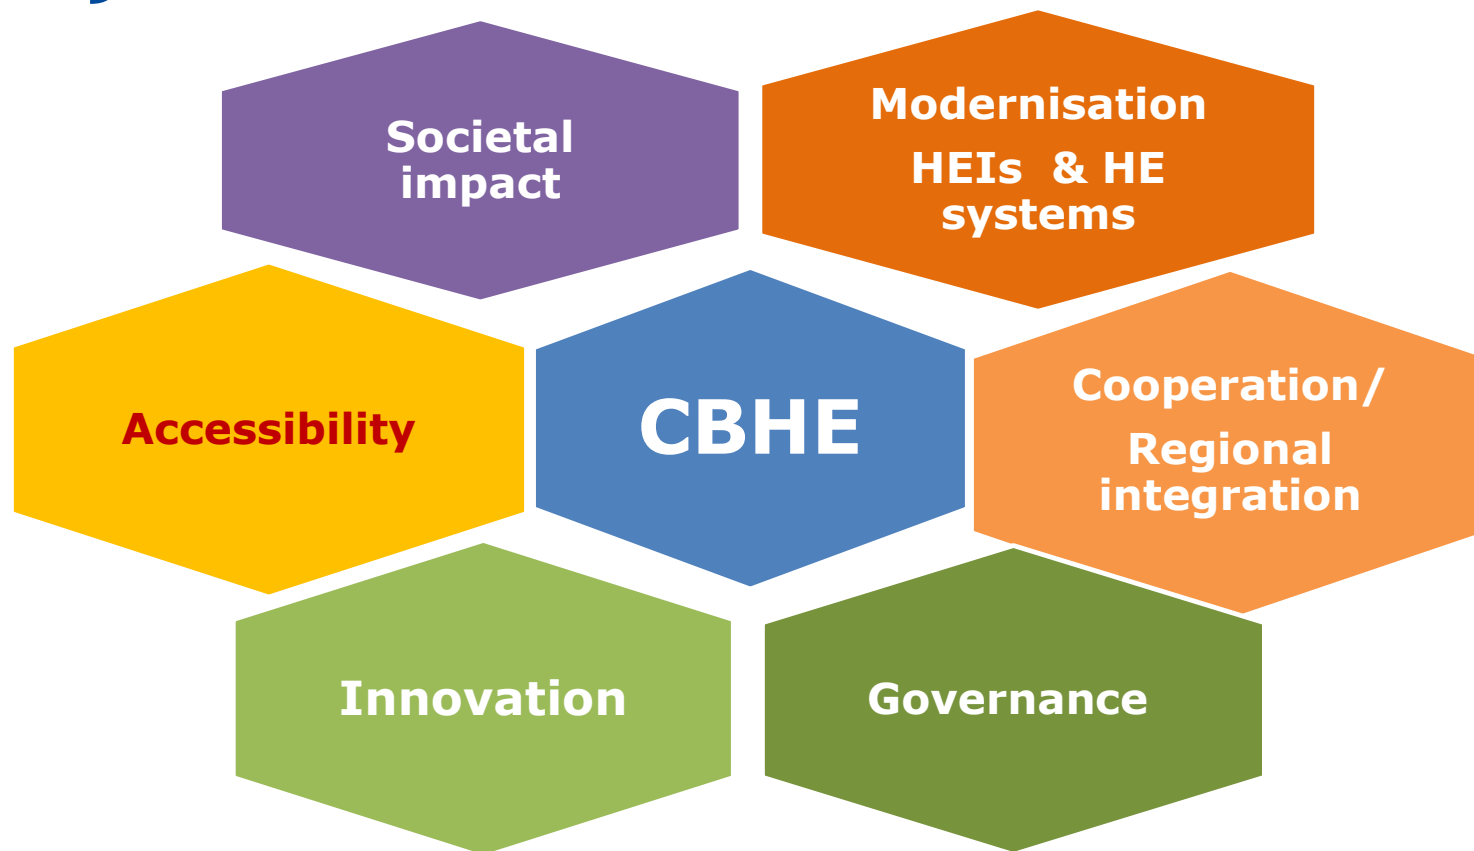 Societal
impact
Modernisation
HEIs & HE
systems
Accessibility
CBHE
Cooperation/
Regional
integration
Innovation
Governance